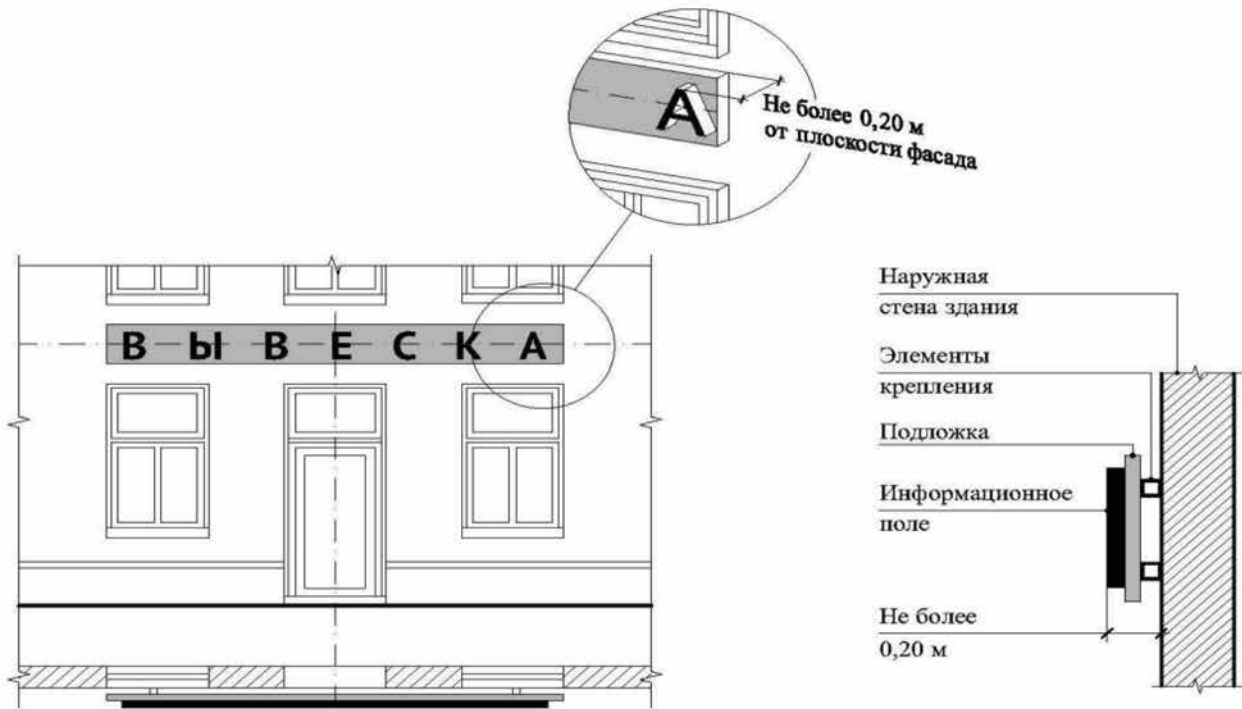 А
Не более 0,20 м
от плоскости фасада
ВЫВЕСКА
Наружная
стена здания
Элементы
крепления
Подложка
Информационное
поле
Не более
0,20 м